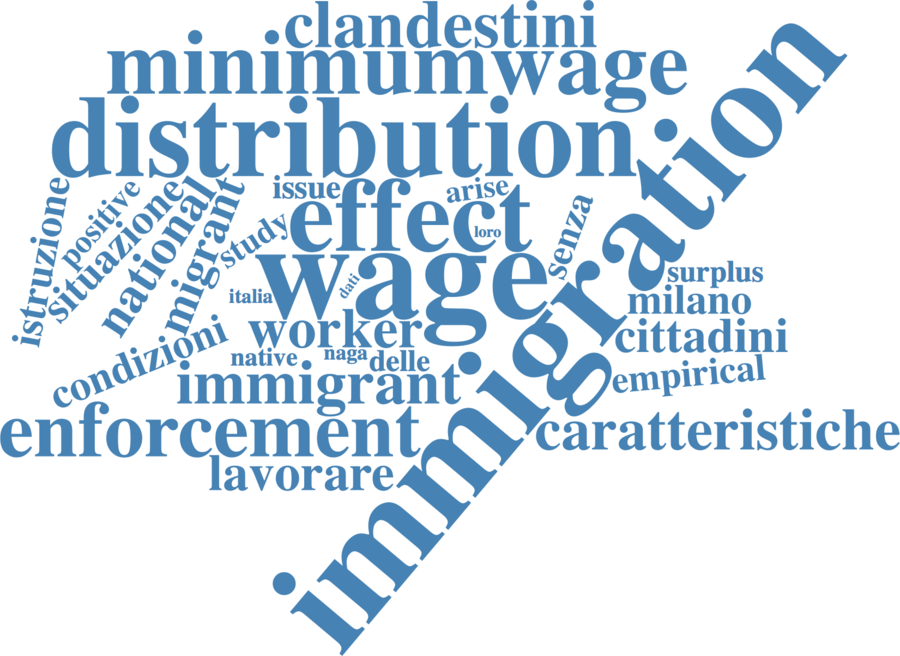 clandestini
minimumwage
distribution
immigration
issue
arise
istruzione
positive
situazione
national
migrant
study
effect
loro
senza
wage
dati
italia
surplus
milano
worker
cittadini
condizioni
native
naga
delle
empirical
immigrant
enforcement
caratteristiche
lavorare